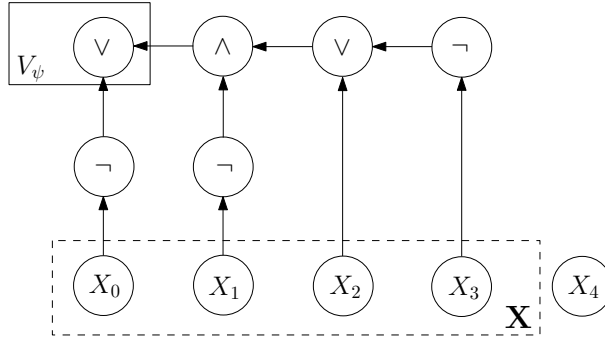 ∨ ∧ ∨ ¬
V_ψ
¬ ¬
X_0 X_1 X_2 X_3 X_4
X